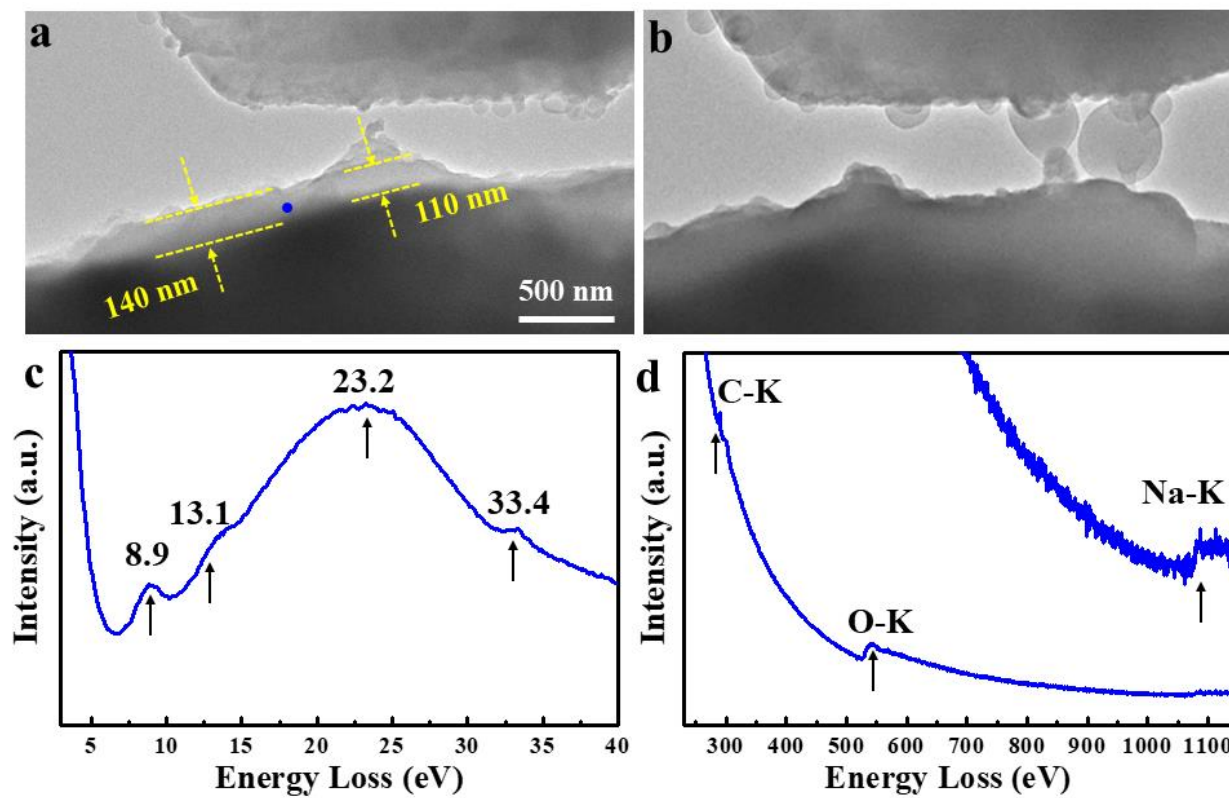 a
140 nm
110 nm
500 nm
b
c
8.9
13.1
23.2
33.4
Intensity (a.u.)
5 10 15 20 25 30 35 40
Energy Loss (eV)
d
C-K
O-K
Na-K
Intensity (a.u.)
300 400 500 600 700 800 900 1000 1100
Energy Loss (eV)